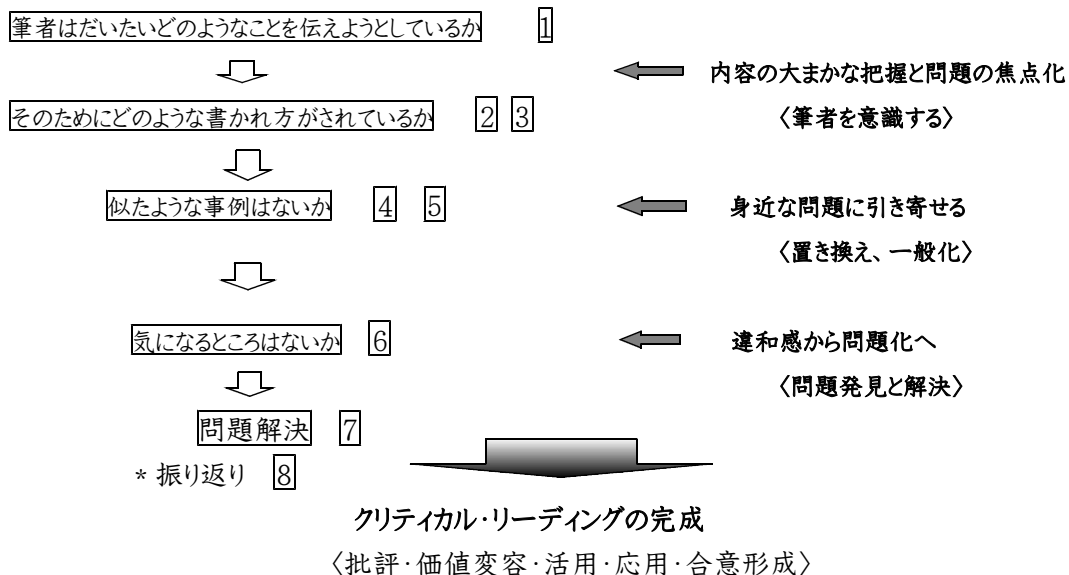 筆者はだいたいどのようなことを伝えようとしているか 1
内容の大まかな把握と問題の焦点化
そのためにどのような書かれ方がされているか 2 3
〈筆者を意識する〉
似たような事例はないか 4 5
身近な問題に引き寄せる
〈置き換え、一般化〉
気になるところはないか 6
違和感から問題化へ
〈問題発見と解決〉
問題解決 7
* 振り返り 8
クリティカル・リーディングの完成
〈批評・価値変容・活用・応用・合意形成〉